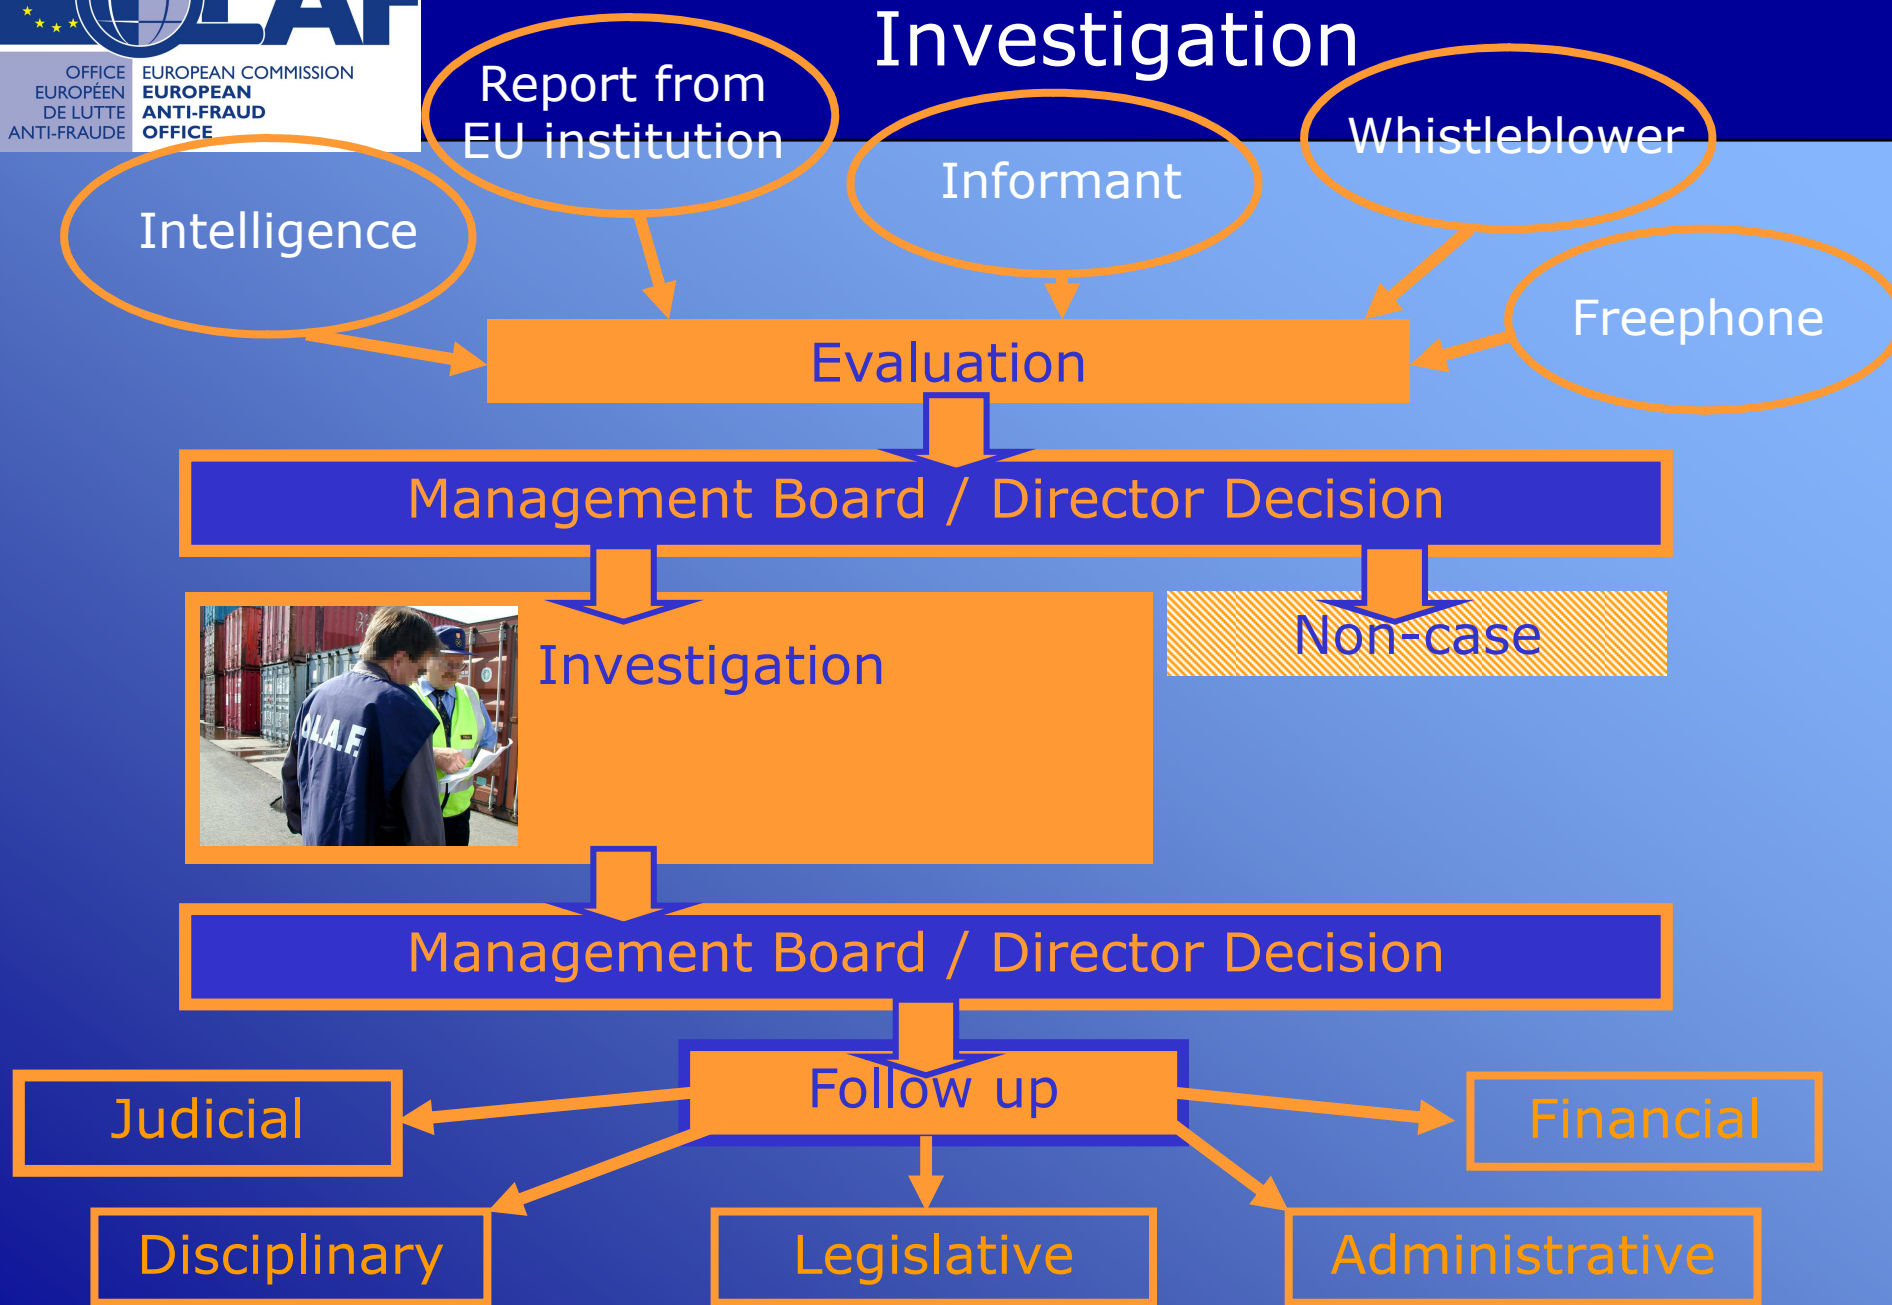 OLAF
OFFICE
EUROPÉEN
DE LUTTE
ANTI-FRAUDE
EUROPEAN COMMISSION
EUROPEAN
ANTI-FRAUD
OFFICE
Investigation
Report from
EU institution
Informant
Whistleblower
Intelligence
Freephone
Evaluation
Management Board / Director Decision
Investigation
Non-case
O.L.A.F.
Management Board / Director Decision
Follow up
Judicial
Financial
Disciplinary
Legislative
Administrative